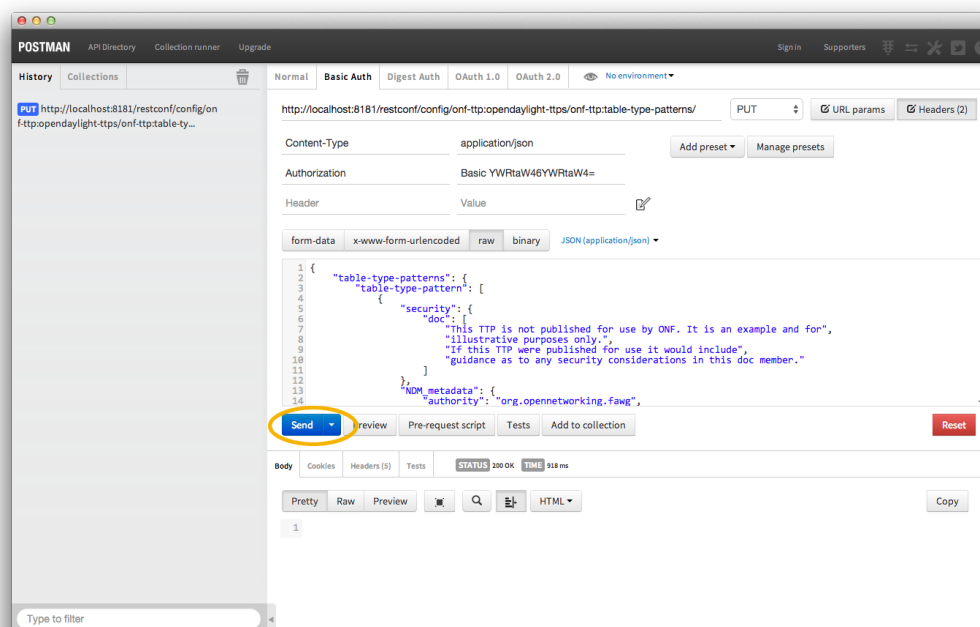 POSTMAN API Directory Collection runner Upgrade Sign in Supporters
History Collections
Normal Basic Auth Digest Auth OAuth 1.0 OAuth 2.0 No environment
PUT http://localhost:8181/restconf/config/on
f-ttp:opendaylight-ttps/onf-ttp:table-ty...
http://localhost:8181/restconf/config/onf-ttp:opendaylight-ttps/onf-ttp:table-type-patterns/ PUT URL params Headers (2)
Content-Type application/json Add preset Manage presets
Authorization Basic YWRtaW46YWRtaW4=
Header Value
form-data x-www-form-urlencoded raw binary JSON (application/json)
1 {
2 "table-type-patterns": {
3 "table-type-pattern": [
4 {
5 "security": {
6 "doc": [
7 "This TTP is not published for use by ONF. It is an example and for",
8 "illustrative purposes only.",
9 "If this TTP were published for use it would include",
10 "guidance as to any security considerations in this doc member."
11 ]
12 },
13 "NDM_metadata": {
14 "authority": "org.opennetworking.fawg",
Send Preview Pre-request script Tests Add to collection Reset
Body Cookies Headers (5) Tests STATUS 200 OK TIME 918 ms
Pretty Raw Preview HTML Copy
1
Type to filter